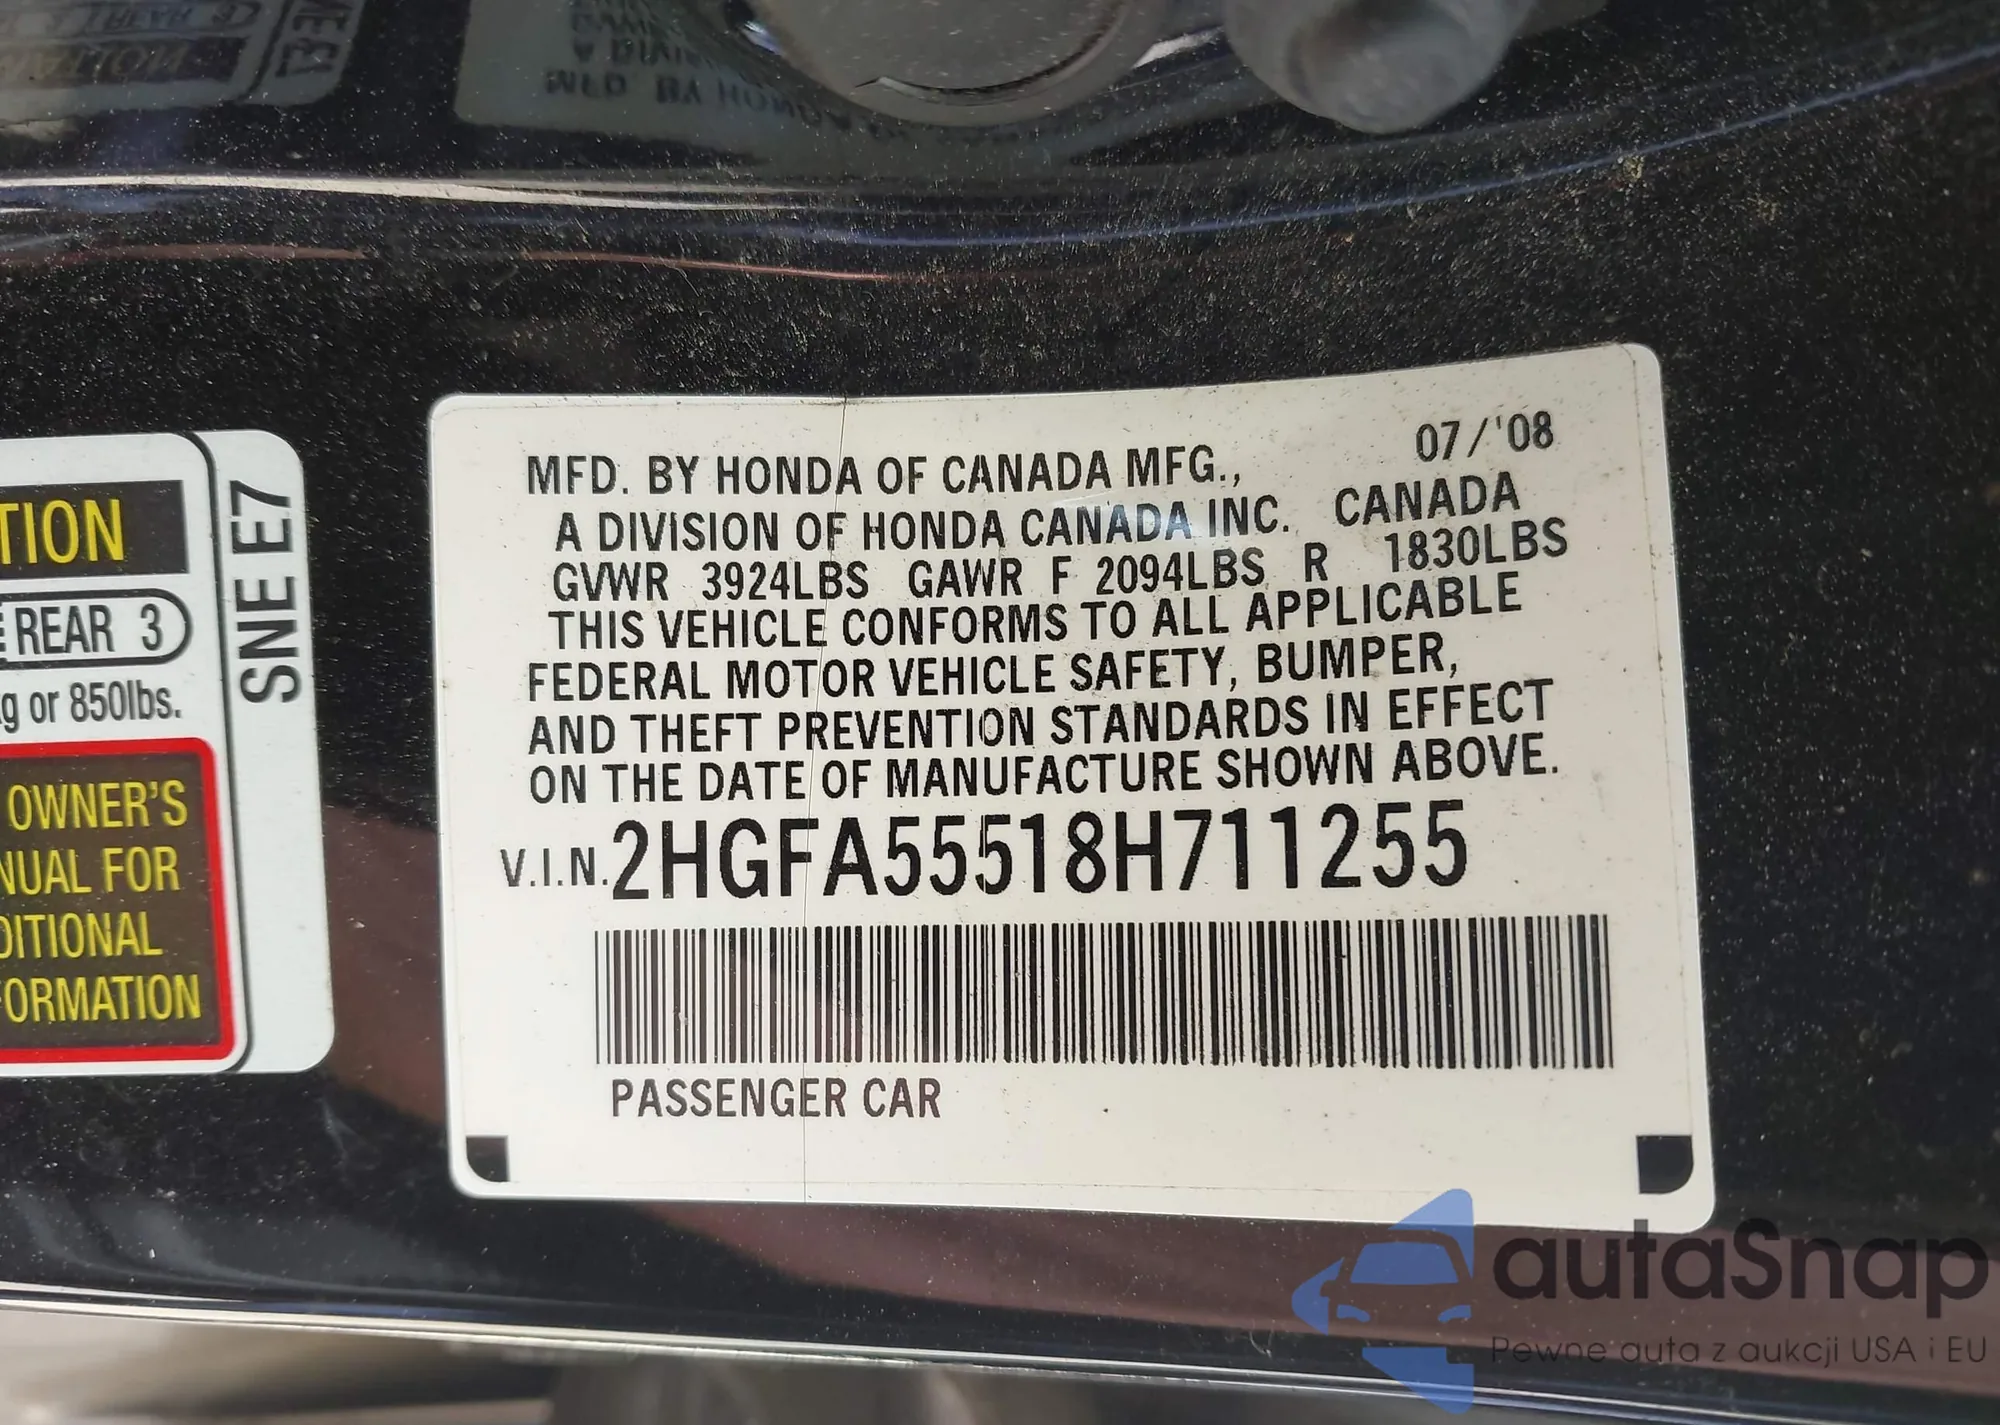 TION
E REAR 3
g or 850lbs.
OWNER'S
NUAL FOR
DITIONAL
FORMATION
SNE E7
07/'08
MFD. BY HONDA OF CANADA MFG.,
A DIVISION OF HONDA CANADA INC. CANADA
GVWR 3924LBS GAWR F 2094LBS R 1830LBS
THIS VEHICLE CONFORMS TO ALL APPLICABLE
FEDERAL MOTOR VEHICLE SAFETY, BUMPER,
AND THEFT PREVENTION STANDARDS IN EFFECT
ON THE DATE OF MANUFACTURE SHOWN ABOVE.
V.I.N. 2HGFA55518H711255
PASSENGER CAR
autaSnap
Pewne auta z aukcji USA i EU